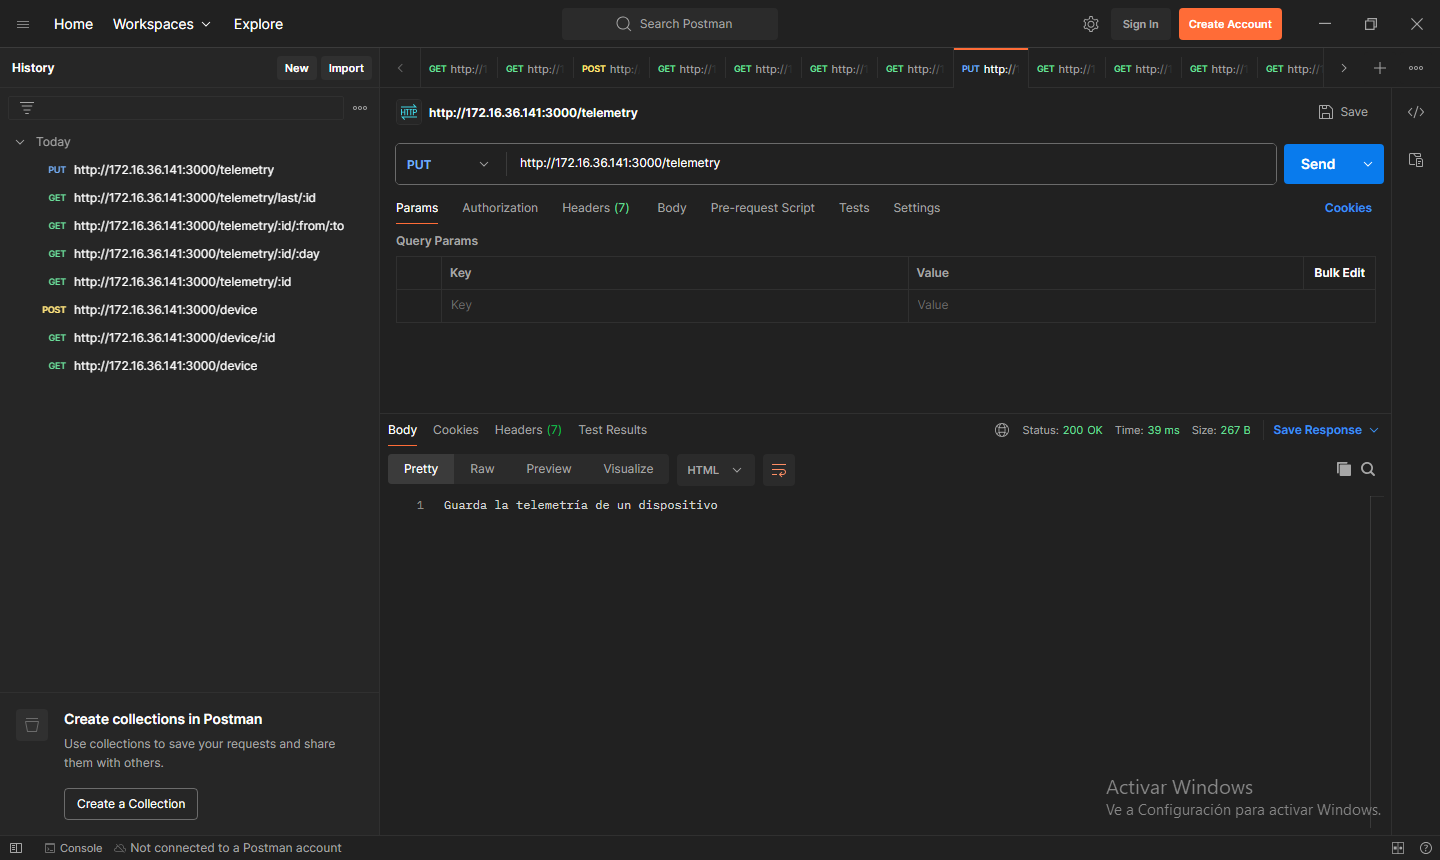 Home Workspaces Explore Search Postman Sign In Create Account
History New Import
GET http:// GET http:// POST http:/ GET http:// GET http:// GET http:// GET http:// PUT http:// GET http:// GET http:// GET http:// GET http://
HTTP http://172.16.36.141:3000/telemetry Save
Today
PUT http://172.16.36.141:3000/telemetry
GET http://172.16.36.141:3000/telemetry/last/:id
GET http://172.16.36.141:3000/telemetry/:id/:from/:to
GET http://172.16.36.141:3000/telemetry/:id/:day
GET http://172.16.36.141:3000/telemetry/:id
POST http://172.16.36.141:3000/device
GET http://172.16.36.141:3000/device/:id
GET http://172.16.36.141:3000/device
PUT http://172.16.36.141:3000/telemetry Send
Params Authorization Headers (7) Body Pre-request Script Tests Settings Cookies
Query Params
Key Value Bulk Edit
Key Value
Body Cookies Headers (7) Test Results Status: 200 OK Time: 39 ms Size: 267 B Save Response
Pretty Raw Preview Visualize HTML
1 Guarda la telemetría de un dispositivo
Create collections in Postman
Use collections to save your requests and share
them with others.
Create a Collection
Activar Windows
Ve a Configuración para activar Windows.
Console Not connected to a Postman account